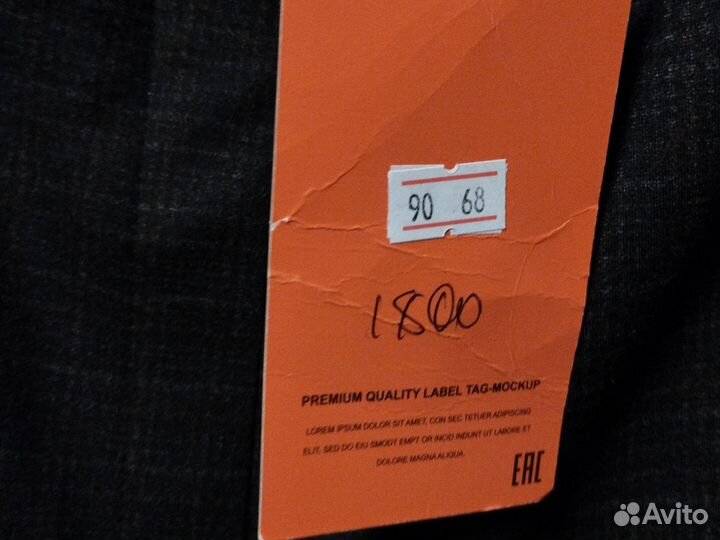 90 68
1800
PREMIUM QUALITY LABEL TAG-MOCKUP
LOREM IPSUM DOLOR SIT AMET, CON SEC TETUER ADIPISCING
ELIT, SED DO EIU SMODT EMPT OR INCID INDUNT UT LABORE ET
DOLORE MAGNA ALIQUA.
EAC
Avito